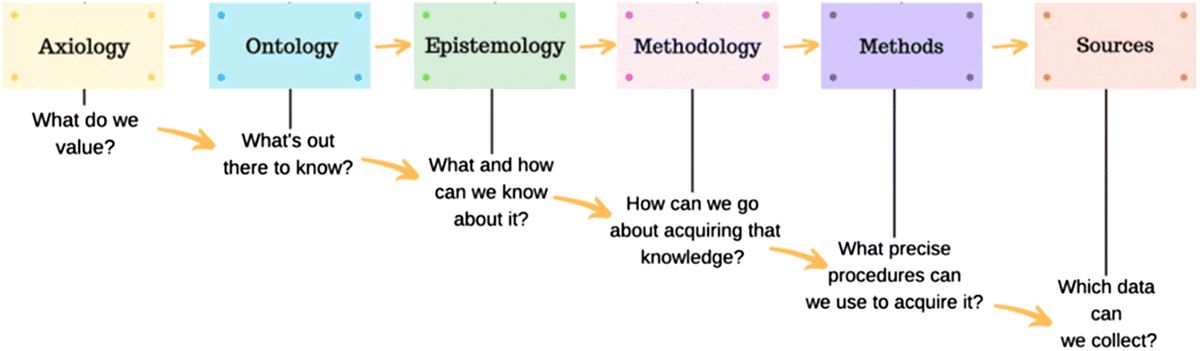 Axiology
Ontology
Epistemology
Methodology
Methods
Sources
What do we
value?
What's out
there to know?
What and how
can we know
about it?
How can we go
about acquiring that
knowledge?
What precise
procedures can
we use to acquire it?
Which data
can
we collect?